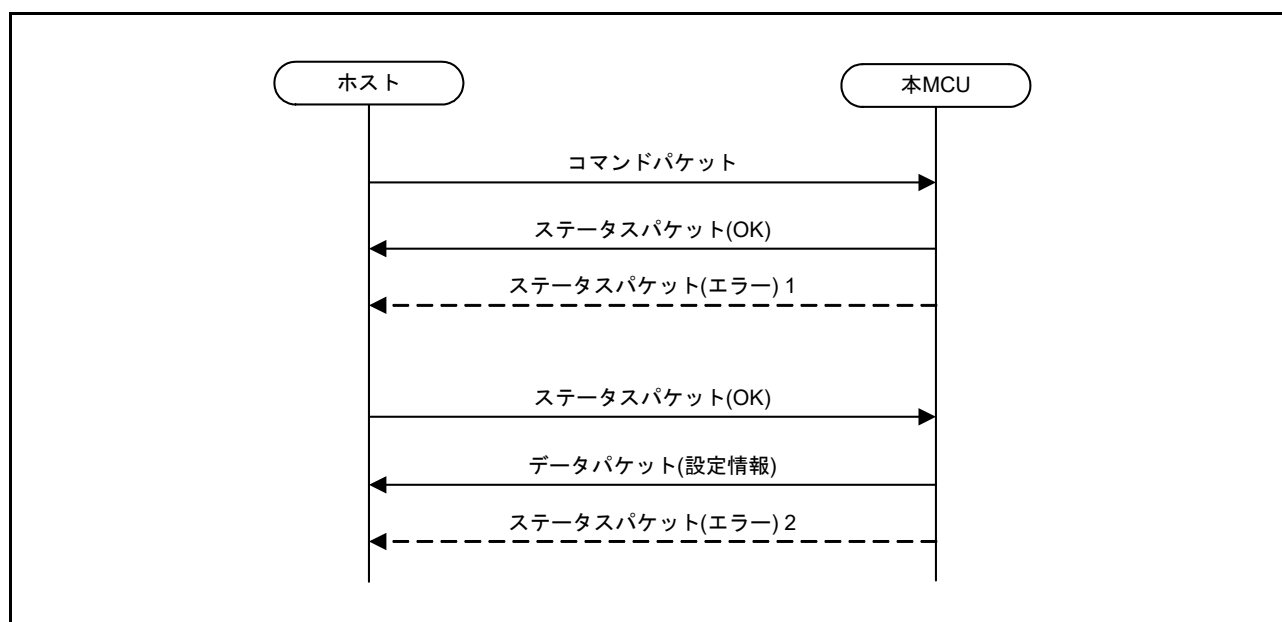 ホスト
本MCU
コマンドパケット
ステータスパケット(OK)
ステータスパケット(エラー) 1
ステータスパケット(OK)
データパケット(設定情報)
ステータスパケット(エラー) 2